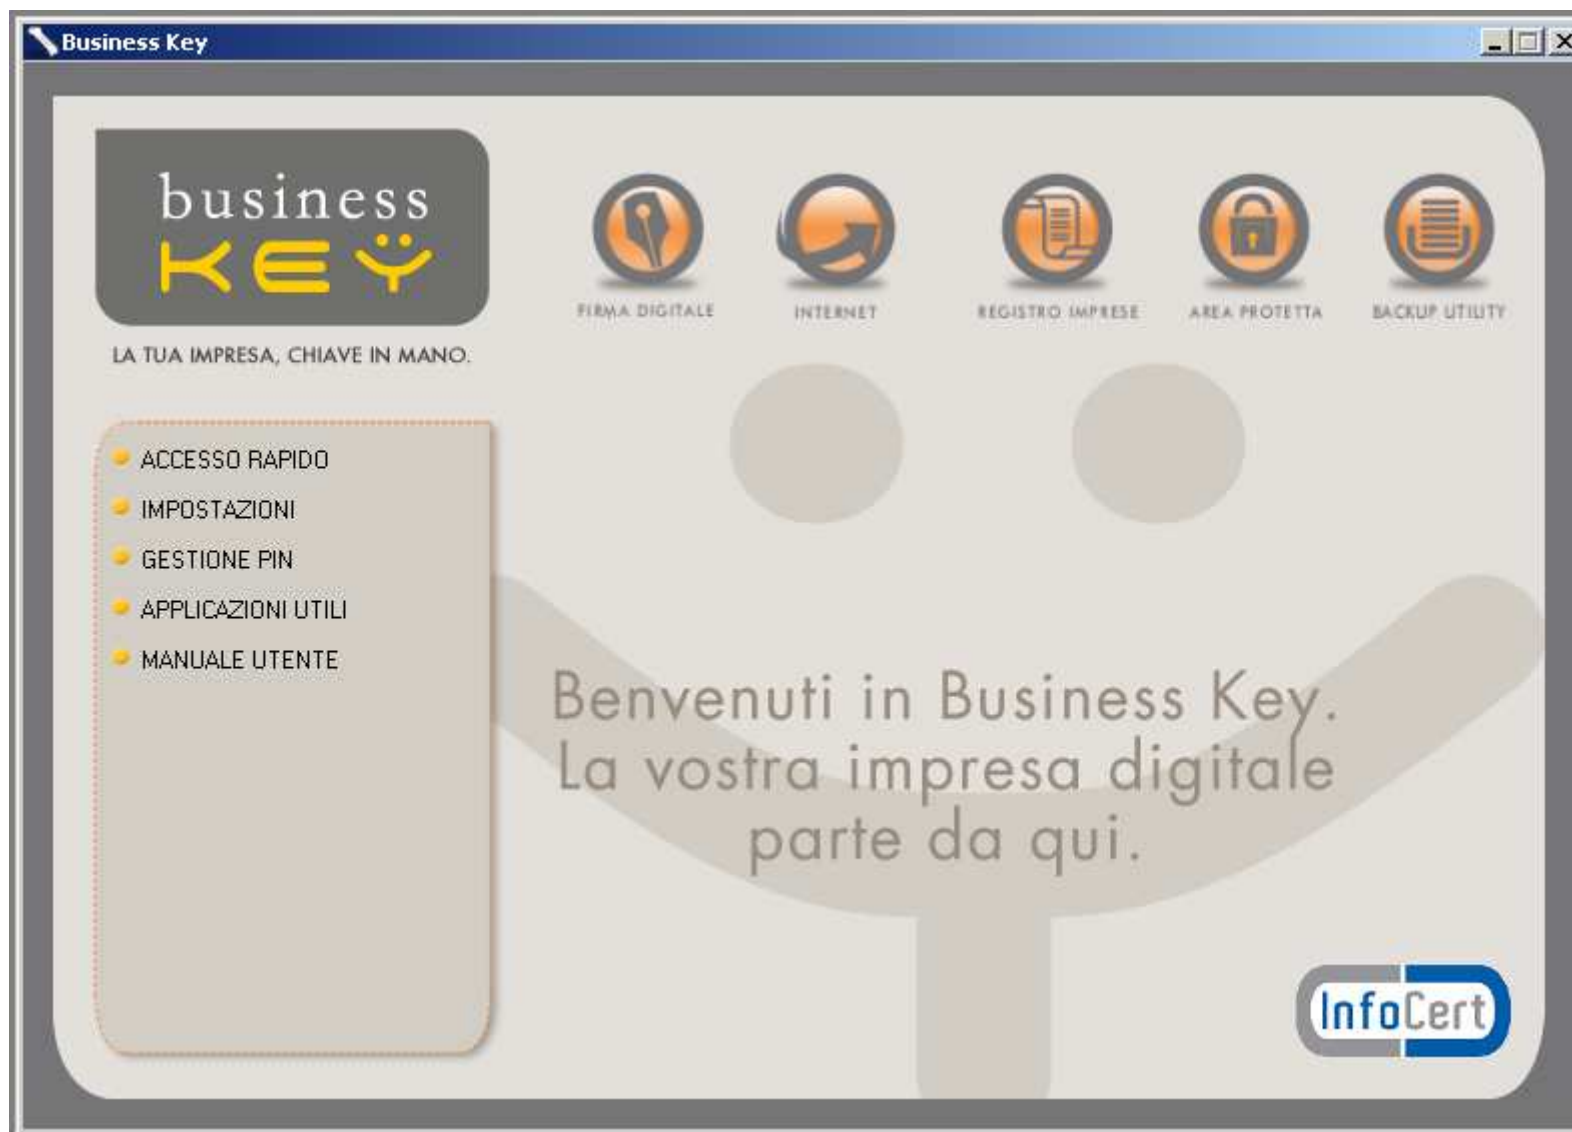 Business Key
business
KEY
LA TUA IMPRESA, CHIAVE IN MANO.
FIRMA DIGITALE
INTERNET
REGISTRO IMPRESE
AREA PROTETTA
BACKUP UTILITY
ACCESSO RAPIDO
IMPOSTAZIONI
GESTIONE PIN
APPLICAZIONI UTILI
MANUALE UTENTE
Benvenuti in Business Key.
La vostra impresa digitale
parte da qui.
InfoCert